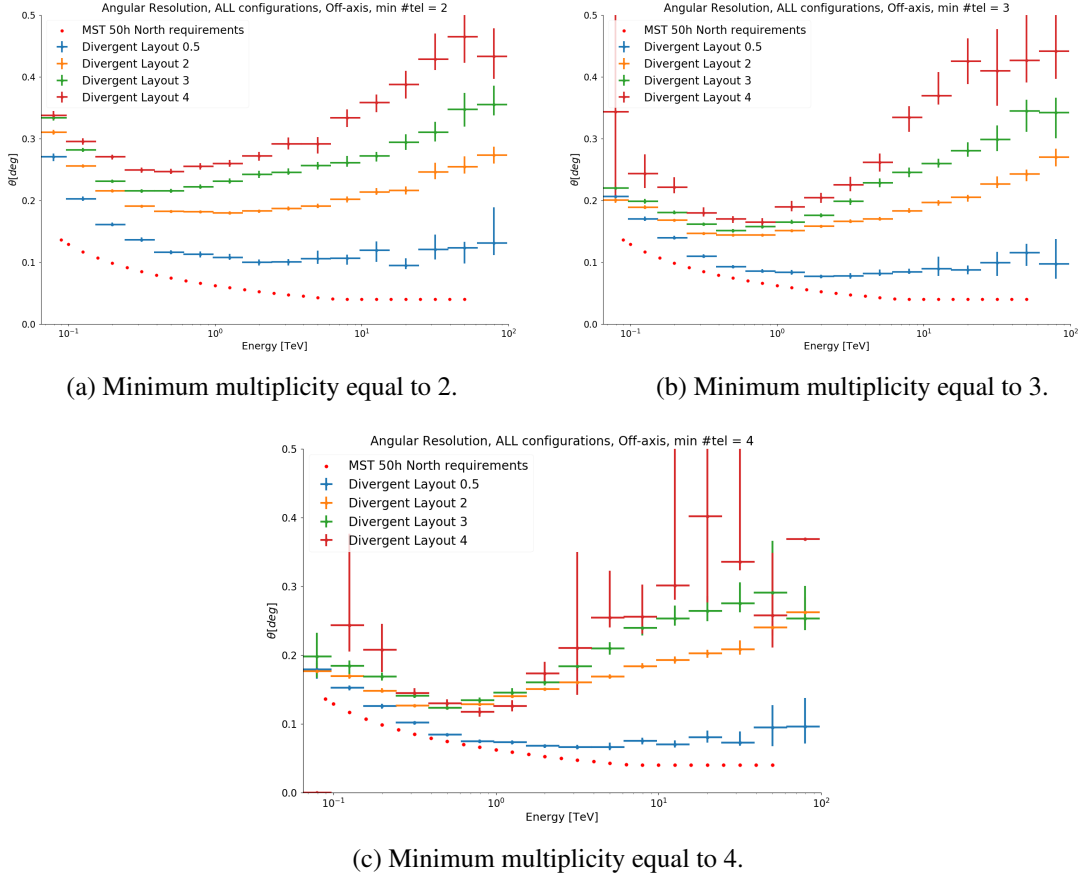 Angular Resolution, ALL configurations, Off-axis, min #tel = 2
0.5
0.4
0.3
0.2
0.1
0.0
θ[deg]
MST 50h North requirements
Divergent Layout 0.5
Divergent Layout 2
Divergent Layout 3
Divergent Layout 4
10⁻¹
10⁰
10¹
10²
Energy [TeV]
(a) Minimum multiplicity equal to 2.
Angular Resolution, ALL configurations, Off-axis, min #tel = 3
0.5
0.4
0.3
0.2
0.1
0.0
θ[deg]
MST 50h North requirements
Divergent Layout 0.5
Divergent Layout 2
Divergent Layout 3
Divergent Layout 4
10⁻¹
10⁰
10¹
10²
Energy [TeV]
(b) Minimum multiplicity equal to 3.
Angular Resolution, ALL configurations, Off-axis, min #tel = 4
0.5
0.4
0.3
0.2
0.1
0.0
θ[deg]
MST 50h North requirements
Divergent Layout 0.5
Divergent Layout 2
Divergent Layout 3
Divergent Layout 4
10⁻¹
10⁰
10¹
10²
Energy [TeV]
(c) Minimum multiplicity equal to 4.